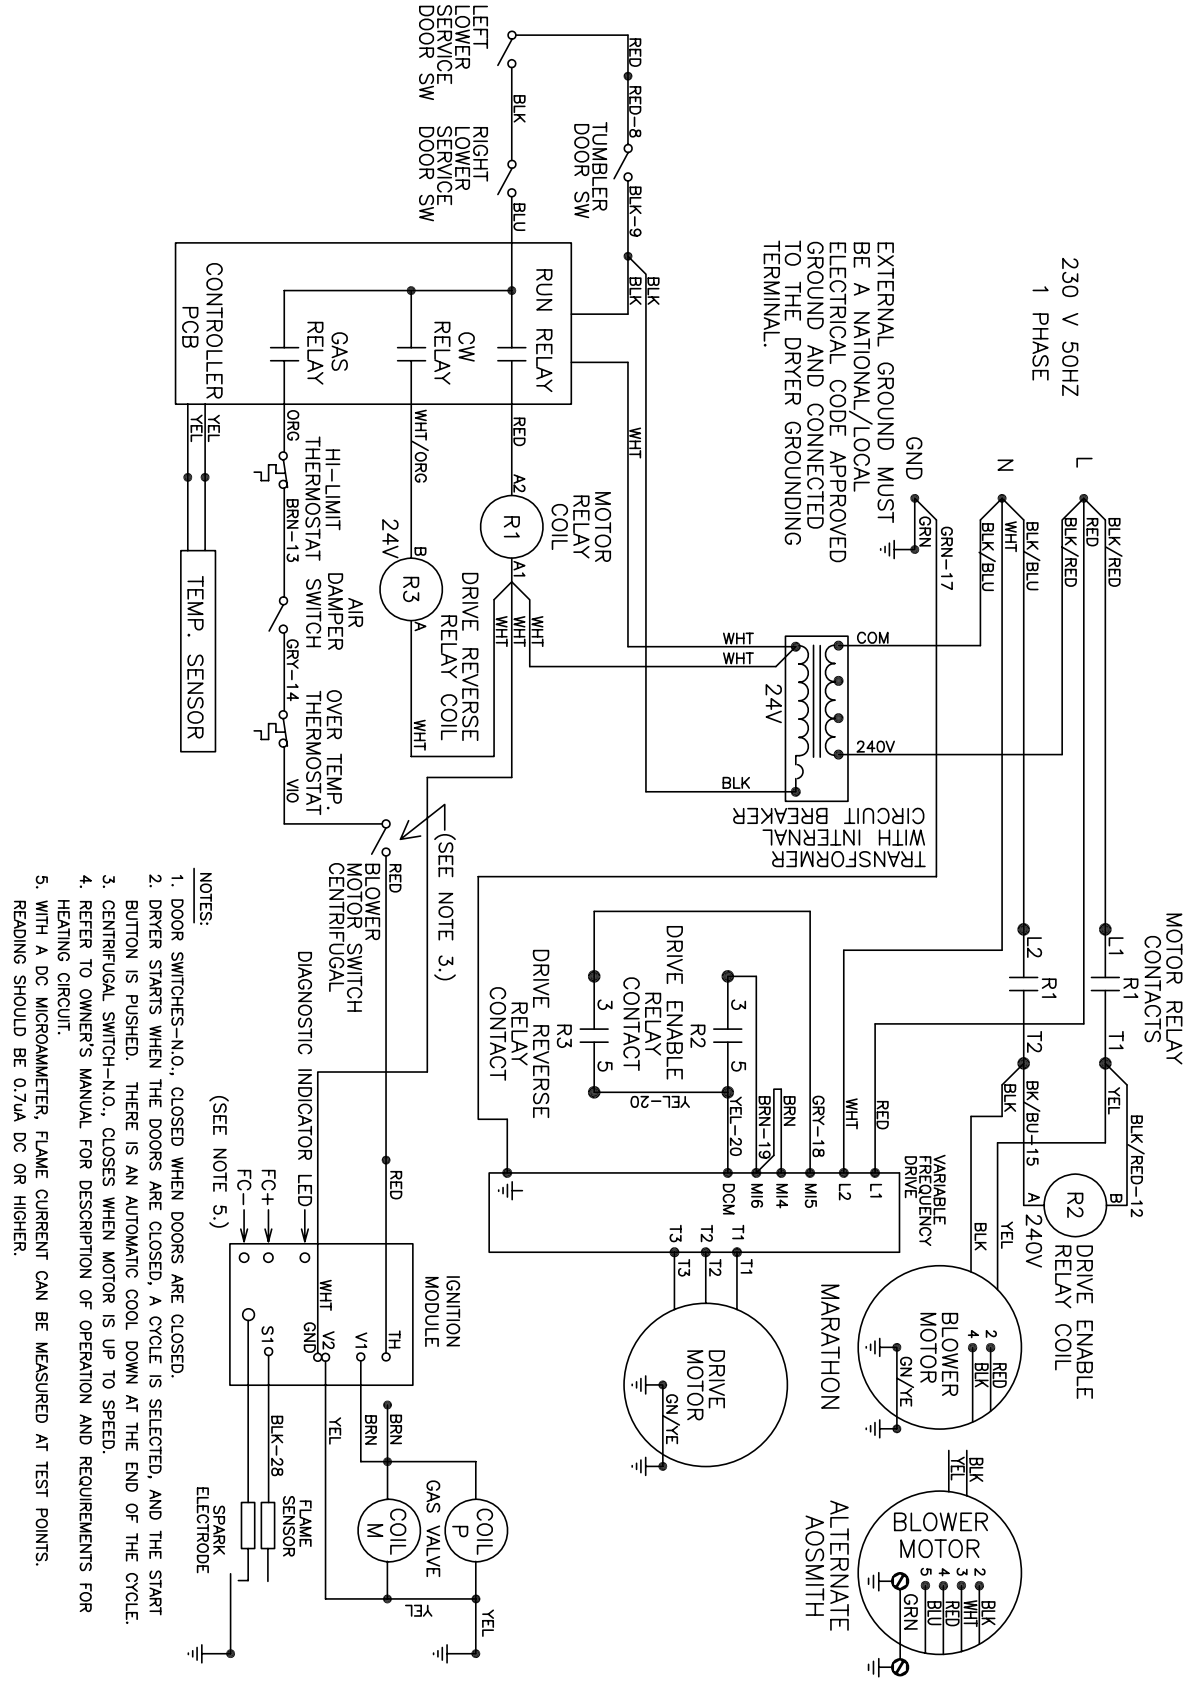 230 V 50HZ
1 PHASE
EXTERNAL GROUND MUST
BE A NATIONAL/LOCAL
ELECTRICAL CODE APPROVED
GROUND AND CONNECTED
TO THE DRYER GROUNDING
TERMINAL.
L
N
GND
BLK/RED
RED
BLK/RED
BLK/BLU
WHT
BLK/BLU
GRN-17
GRN
MOTOR RELAY
CONTACTS
L1
R1
T1
L2
R1
T2
YEL
BLK/RED-12
BK/BU-15
BLK
A
R2
B
240V
DRIVE ENABLE
RELAY COIL
YEL
BLK
BLOWER
MOTOR
2
RED
4
BLK
GN/YE
MARATHON
BLK
YEL
BLOWER
MOTOR
2
BLK
3
WHT
4
RED
5
BLU
GRN
ALTERNATE
AOSMITH
COM
240V
24V
WHT
WHT
BLK
TRANSFORMER
WITH INTERNAL
CIRCUIT BREAKER
RED
WHT
GRY-18
BRN
BRN-19
YEL-20
YEL-20
DRIVE ENABLE
RELAY
CONTACT
R2
3
5
R3
3
5
DRIVE REVERSE
RELAY
CONTACT
VARIABLE
FREQUENCY
DRIVE
L1
L2
MI5
MI4
MI6
DCM
T1
T2
T3
T1
T2
T3
DRIVE
MOTOR
GN/YE
LEFT
LOWER
SERVICE
DOOR SW
BLK
RIGHT
LOWER
SERVICE
DOOR SW
BLU
RED
RED-8
TUMBLER
DOOR SW
BLK-9
BLK
BLK
WHT
RUN RELAY
CW
RELAY
GAS
RELAY
CONTROLLER
PCB
RED
A2
R1
A1
MOTOR
RELAY
COIL
WHT
WHT
WHT
WHT/ORG
B
R3
A
24V
DRIVE REVERSE
RELAY COIL
WHT
ORG
HI-LIMIT
THERMOSTAT
BRN-13
AIR
DAMPER
SWITCH
GRY-14
OVER TEMP.
THERMOSTAT
VIO
YEL
YEL
TEMP. SENSOR
(SEE NOTE 3.)
BLOWER
MOTOR SWITCH
CENTRIFUGAL
RED
RED
DIAGNOSTIC INDICATOR LED
FC+
FC-
(SEE NOTE 5.)
IGNITION
MODULE
TH
V1
V2
GND
WHT
S1
BRN
BRN
YEL
BLK-28
COIL
P
COIL
M
GAS VALVE
YEL
YEL
FLAME
SENSOR
SPARK
ELECTRODE
NOTES:
1. DOOR SWITCHES-N.O., CLOSED WHEN DOORS ARE CLOSED.
2. DRYER STARTS WHEN THE DOORS ARE CLOSED, A CYCLE IS SELECTED, AND THE START
BUTTON IS PUSHED. THERE IS AN AUTOMATIC COOL DOWN AT THE END OF THE CYCLE.
3. CENTRIFUGAL SWITCH-N.O., CLOSES WHEN MOTOR IS UP TO SPEED.
4. REFER TO OWNER'S MANUAL FOR DESCRIPTION OF OPERATION AND REQUIREMENTS FOR
HEATING CIRCUIT.
5. WITH A DC MICROAMMETER, FLAME CURRENT CAN BE MEASURED AT TEST POINTS.
READING SHOULD BE 0.7uA DC OR HIGHER.